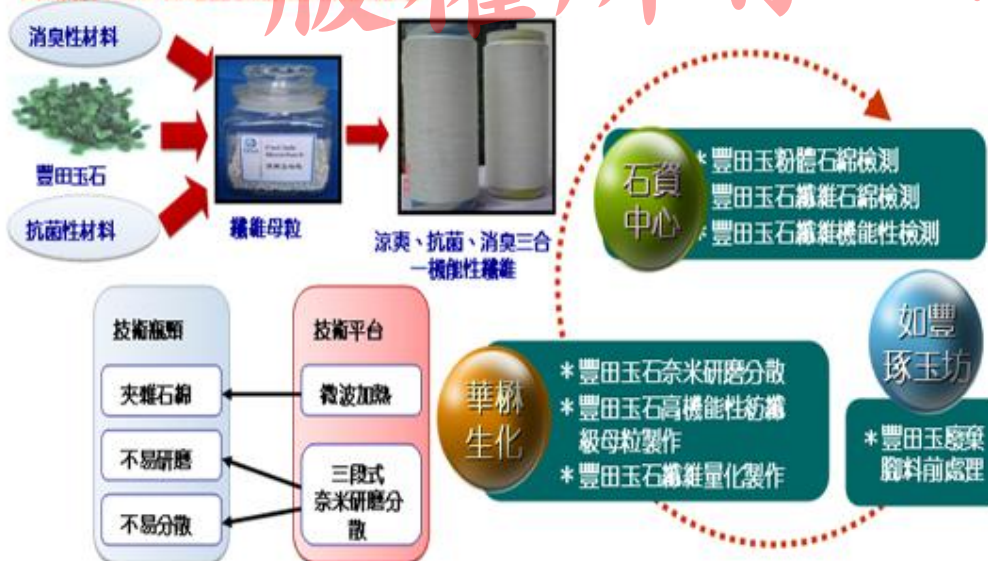 版權所有
消臭性材料
豐田玉石
抗菌性材料
纖維母粒
涼爽、抗菌、消臭三合
一機能性纖維
石資
中心
*豐田玉粉體石綿檢測
*豐田玉石纖維石綿檢測
*豐田玉石纖維機能性檢測
技術瓶頸
夾雜石綿
不易研磨
不易分散
技術平台
微波加熱
三段式
奈米研磨分
散
華楙
生化
*豐田玉石奈米研磨分散
*豐田玉石高機能性紡纖
級母粒製作
*豐田玉石纖維量化製作
如豐
琢玉坊
*豐田玉廢棄
腳料前處理